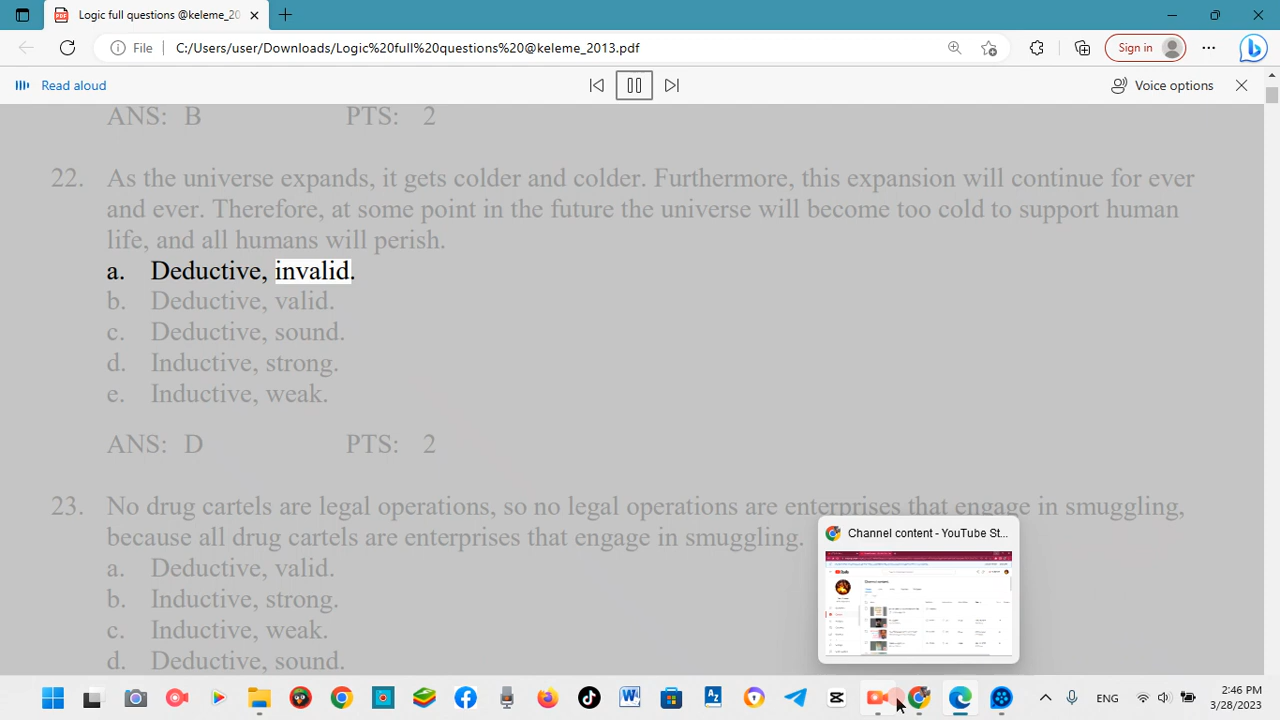 Logic full questions @keleme_20
File
C:/Users/user/Downloads/Logic%20full%20questions%20@keleme_2013.pdf
Sign in
Read aloud
Voice options
ANS: B PTS: 2
22. As the universe expands, it gets colder and colder. Furthermore, this expansion will continue for ever
and ever. Therefore, at some point in the future the universe will become too cold to support human
life, and all humans will perish.
a. Deductive, invalid.
b. Deductive, valid.
c. Deductive, sound.
d. Inductive, strong.
e. Inductive, weak.
ANS: D PTS: 2
23. No drug cartels are legal operations, so no legal operations are enterprises that engage in smuggling,
because all drug cartels are enterprises that engage in smuggling.
Channel content - YouTube St...
b. Inductive, strong.
c. Inductive, weak.
d. Deductive, sound.
ENG
2:46 PM
3/28/2023